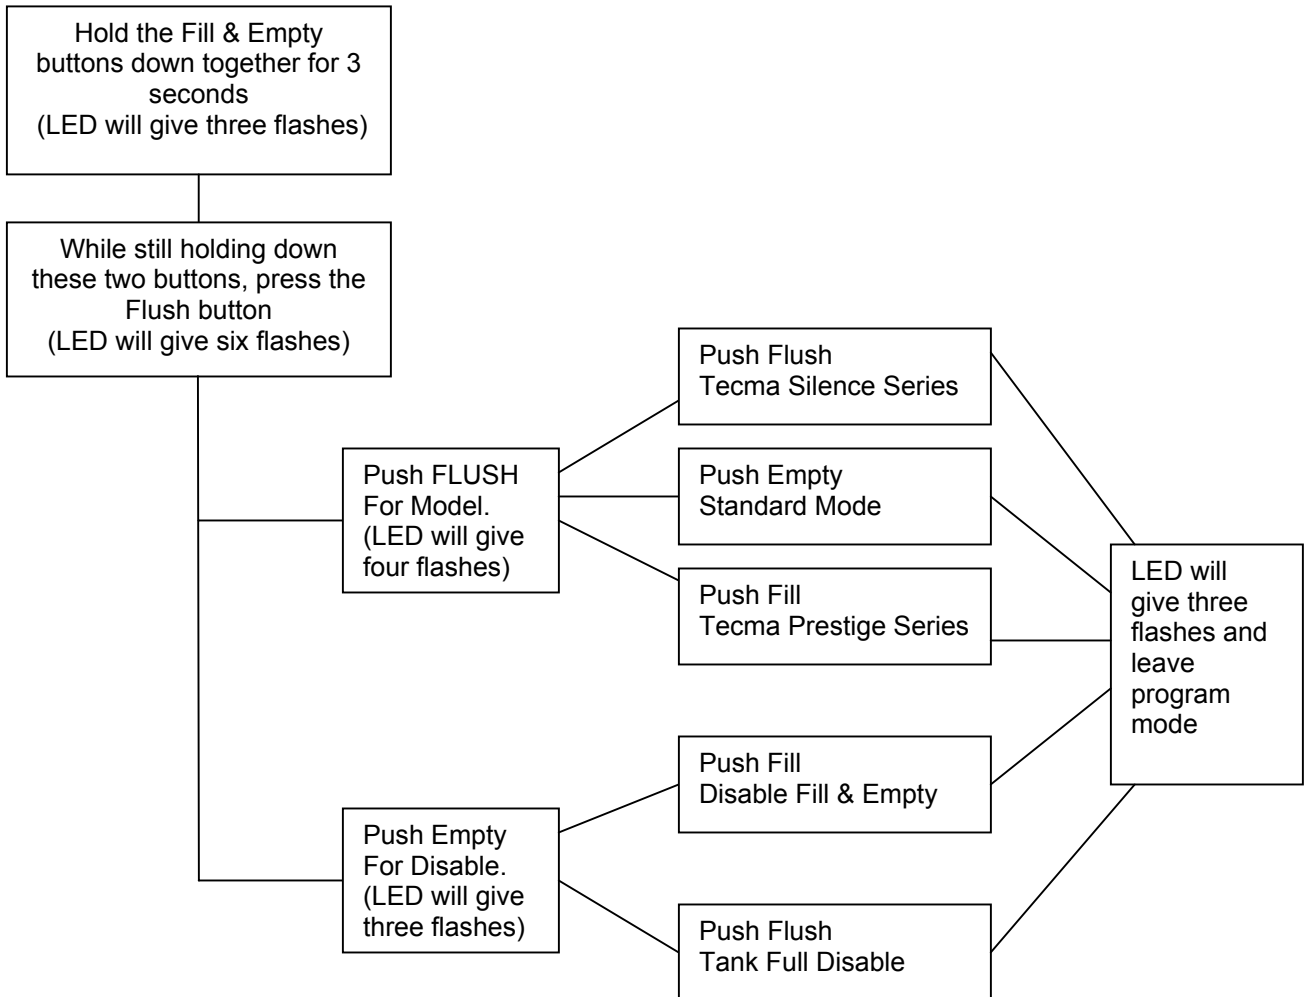 Hold the Fill & Empty
buttons down together for 3
seconds
(LED will give three flashes)
While still holding down
these two buttons, press the
Flush button
(LED will give six flashes)
Push FLUSH
For Model.
(LED will give
four flashes)
Push Flush
Tecma Silence Series
Push Empty
Standard Mode
Push Fill
Tecma Prestige Series
Push Empty
For Disable.
(LED will give
three flashes)
Push Fill
Disable Fill & Empty
Push Flush
Tank Full Disable
LED will
give three
flashes and
leave
program
mode